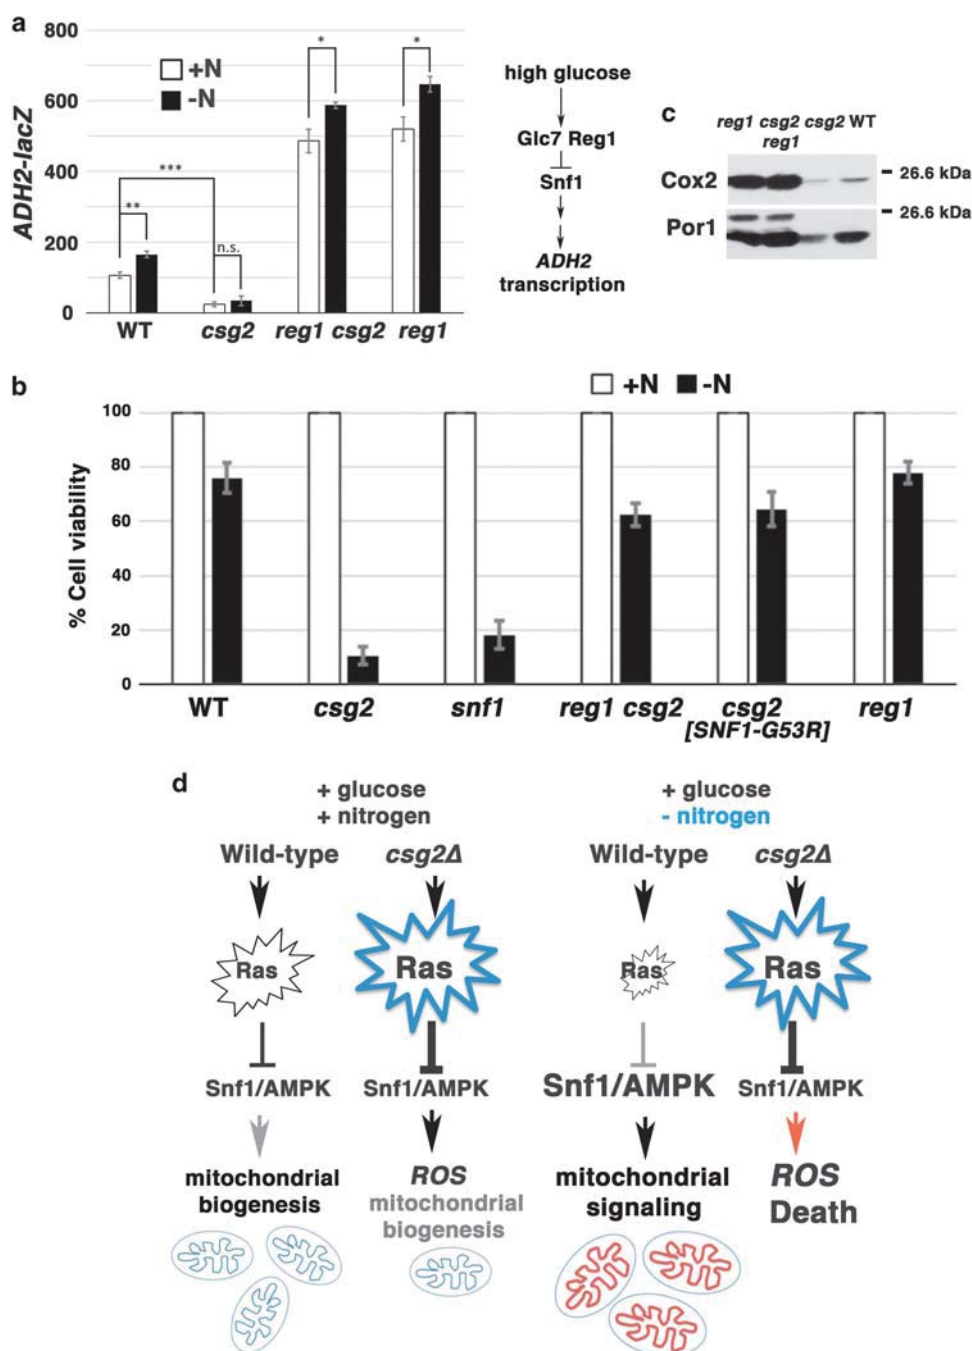 a
800
600
400
200
0
ADH2-lacZ
+N
-N
***
**
n.s.
*
*
WT
csg2
reg1 csg2
reg1
high glucose
Glc7 Reg1
Snf1
ADH2
transcription
c
reg1 csg2 csg2 WT
reg1
Cox2
26.6 kDa
Por1
26.6 kDa
b
+N
-N
100
80
60
40
20
0
% Cell viability
WT
csg2
snf1
reg1 csg2
csg2
[SNF1-G53R]
reg1
d
+ glucose
+ nitrogen
+ glucose
- nitrogen
Wild-type
csg2Δ
Wild-type
csg2Δ
Ras
Ras
Ras
Ras
Snf1/AMPK
Snf1/AMPK
Snf1/AMPK
Snf1/AMPK
mitochondrial
biogenesis
ROS
mitochondrial
biogenesis
mitochondrial
signaling
ROS
Death